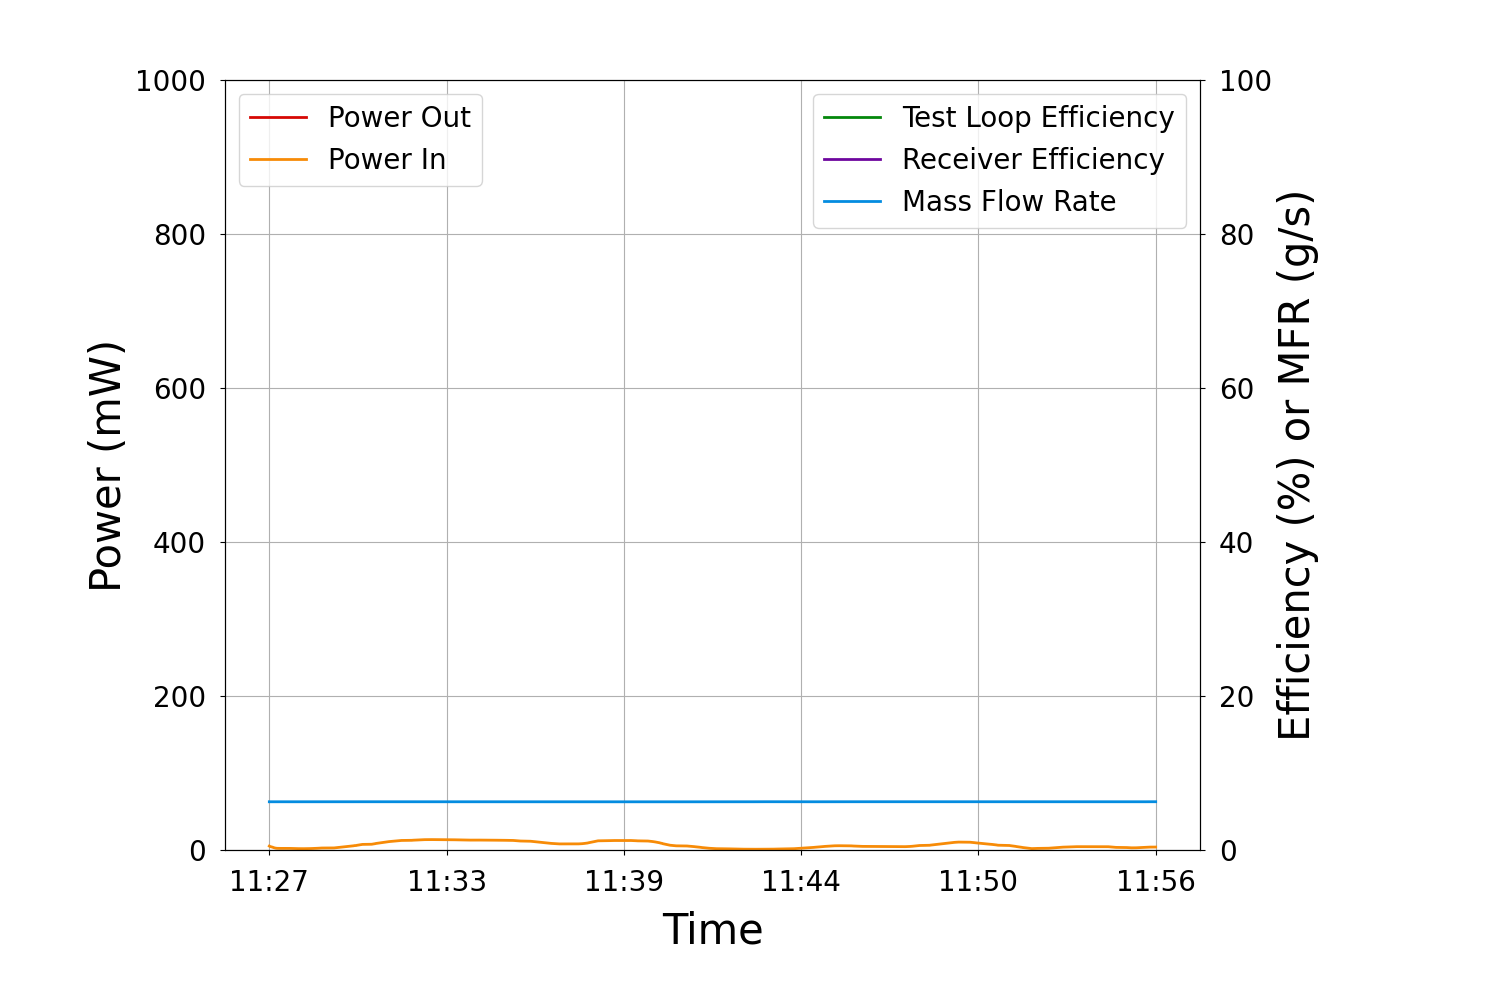 1000
800
600
400
200
0
Power (mW)
Power Out
Power In
Test Loop Efficiency
Receiver Efficiency
Mass Flow Rate
100
80
60
40
20
0
Efficiency (%) or MFR (g/s)
11:27 11:33 11:39 11:44 11:50 11:56
Time